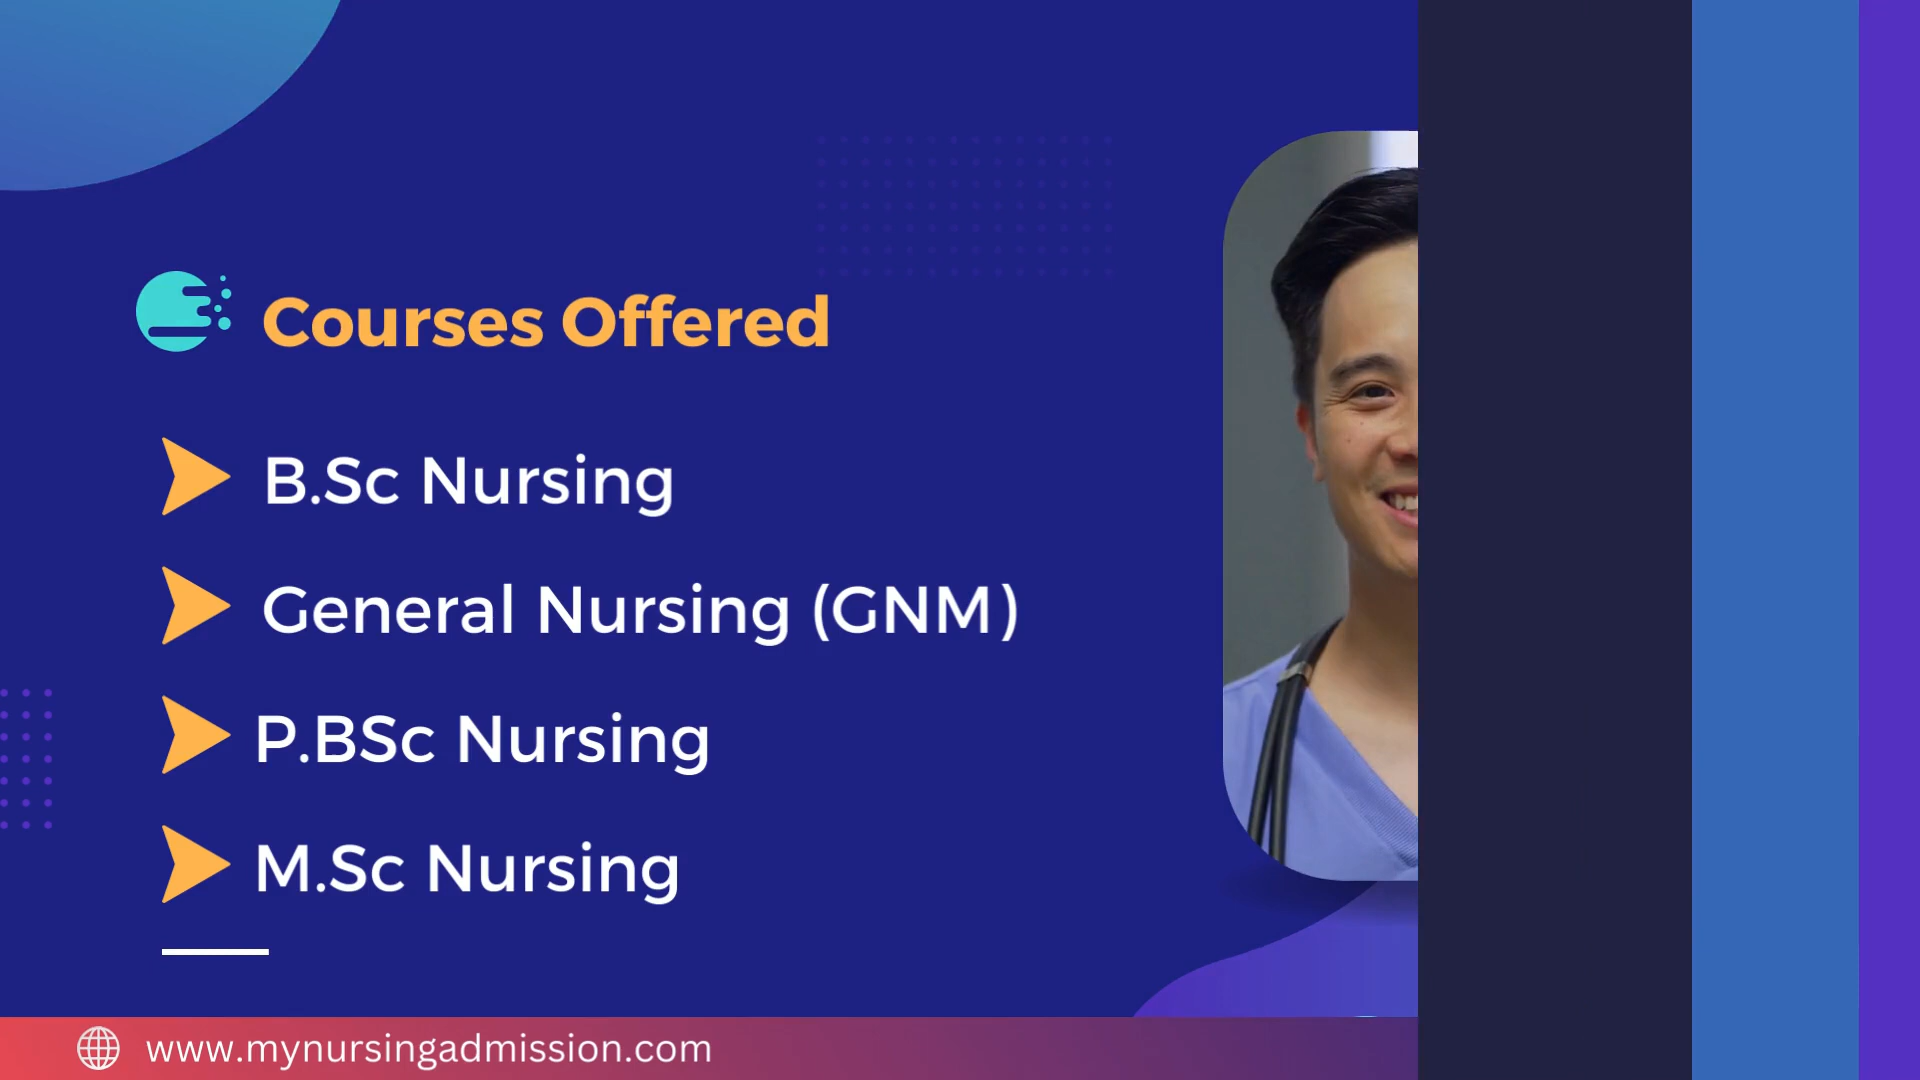 Courses Offered
B.Sc Nursing
General Nursing (GNM)
P.BSc Nursing
M.Sc Nursing
www.mynursingadmission.com